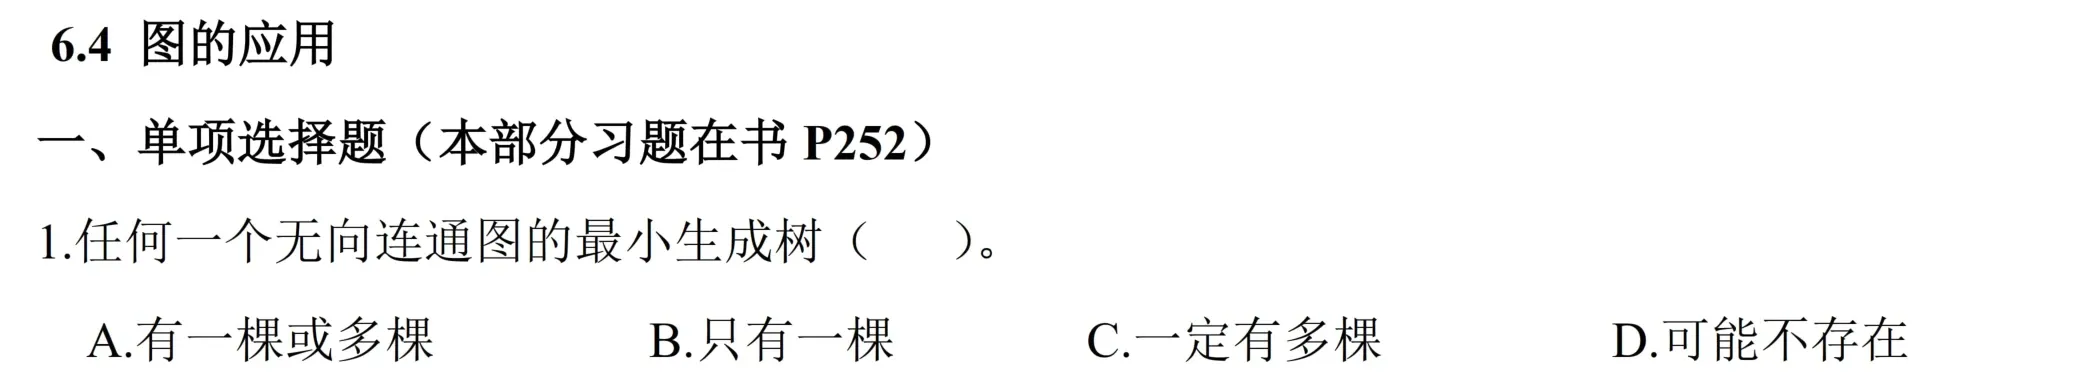 6.4 图的应用
一、单项选择题（本部分习题在书 P252）
1.任何一个无向连通图的最小生成树（ ）。
A.有一棵或多棵 B.只有一棵 C.一定有多棵 D.可能不存在